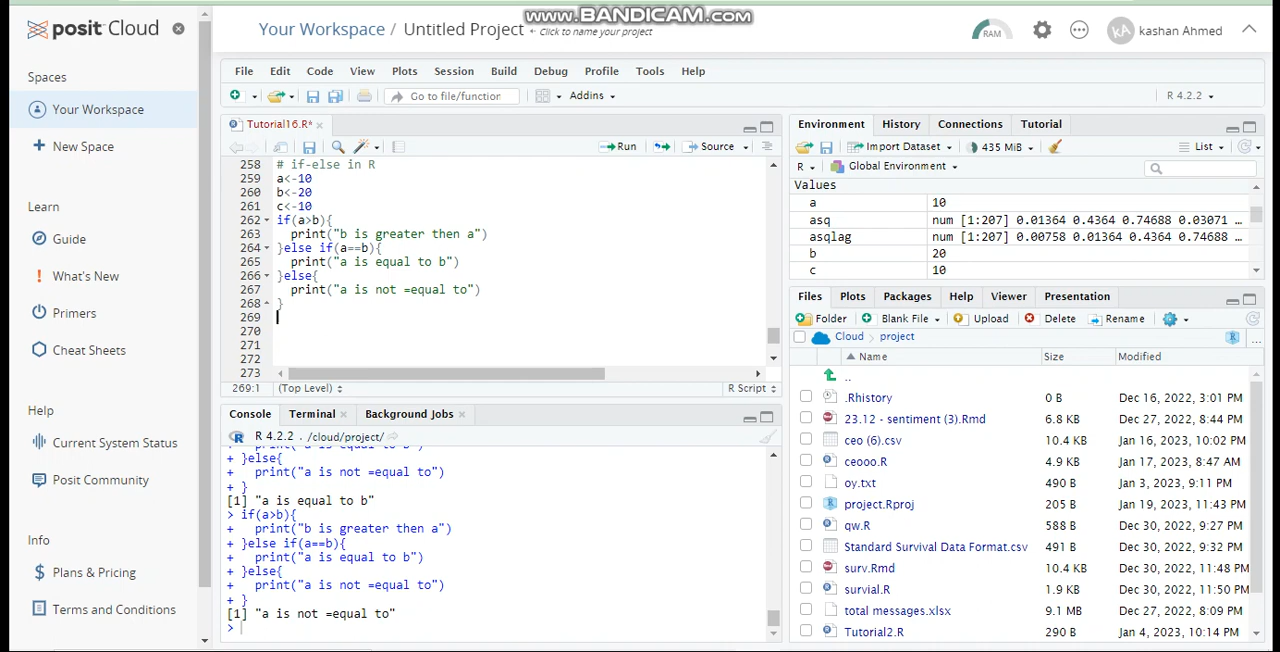 www.BANDICAM.com
posit Cloud
Your Workspace / Untitled Project
Click to name your project
RAM
KA
kashan Ahmed
Spaces
Your Workspace
New Space
Learn
Guide
What's New
Primers
Cheat Sheets
Help
Current System Status
Posit Community
Info
Plans & Pricing
Terms and Conditions
File Edit Code View Plots Session Build Debug Profile Tools Help
Go to file/function
Addins
R 4.2.2
Tutorial16.R*
Run
Source
258 # if-else in R
259 a<-10
260 b<-20
261 c<-10
262 if(a>b){
263 print("b is greater then a")
264 }else if(a==b){
265 print("a is equal to b")
266 }else{
267 print("a is not =equal to")
268 }
269
270
271
272
273
269:1 (Top Level) R Script
Console Terminal Background Jobs
R 4.2.2 . /cloud/project/
+ }else{
+ print("a is not =equal to")
+ }
[1] "a is equal to b"
> if(a>b){
+ print("b is greater then a")
+ }else if(a==b){
+ print("a is equal to b")
+ }else{
+ print("a is not =equal to")
+ }
[1] "a is not =equal to"
>
Environment History Connections Tutorial
Import Dataset 435 MiB List
R Global Environment
Values
a 10
asq num [1:207] 0.01364 0.4364 0.74688 0.03071 ...
asqlag num [1:207] 0.00758 0.01364 0.4364 0.74688 ...
b 20
c 10
Files Plots Packages Help Viewer Presentation
Folder Blank File Upload Delete Rename
Cloud project ...
Name Size Modified
..
.Rhistory 0 B Dec 16, 2022, 3:01 PM
23.12 - sentiment (3).Rmd 6.8 KB Dec 27, 2022, 8:44 PM
ceo (6).csv 10.4 KB Jan 16, 2023, 10:02 PM
ceooo.R 4.9 KB Jan 17, 2023, 8:47 AM
oy.txt 490 B Jan 3, 2023, 9:11 PM
project.Rproj 205 B Jan 19, 2023, 11:43 PM
qw.R 588 B Dec 30, 2022, 9:27 PM
Standard Survival Data Format.csv 491 B Dec 30, 2022, 9:32 PM
surv.Rmd 10.4 KB Dec 30, 2022, 11:48 PM
survial.R 1.9 KB Dec 30, 2022, 11:50 PM
total messages.xlsx 9.1 MB Dec 27, 2022, 8:09 PM
Tutorial2.R 290 B Jan 4, 2023, 10:14 PM